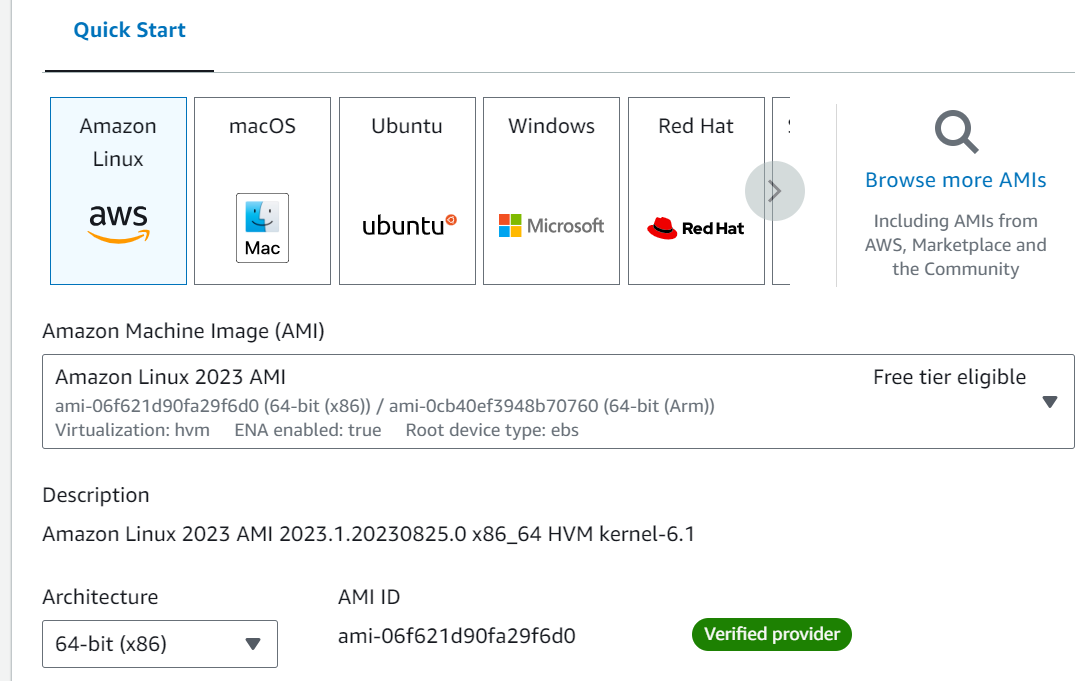 Quick Start
Amazon
Linux
aws
macOS
Mac
Ubuntu
ubuntu
Windows
Microsoft
Red Hat
Red Hat
Browse more AMIs
Including AMIs from
AWS, Marketplace and
the Community
Amazon Machine Image (AMI)
Amazon Linux 2023 AMI
Free tier eligible
ami-06f621d90fa29f6d0 (64-bit (x86)) / ami-0cb40ef3948b70760 (64-bit (Arm))
Virtualization: hvm ENA enabled: true Root device type: ebs
Description
Amazon Linux 2023 AMI 2023.1.20230825.0 x86_64 HVM kernel-6.1
Architecture
AMI ID
64-bit (x86)
ami-06f621d90fa29f6d0
Verified provider